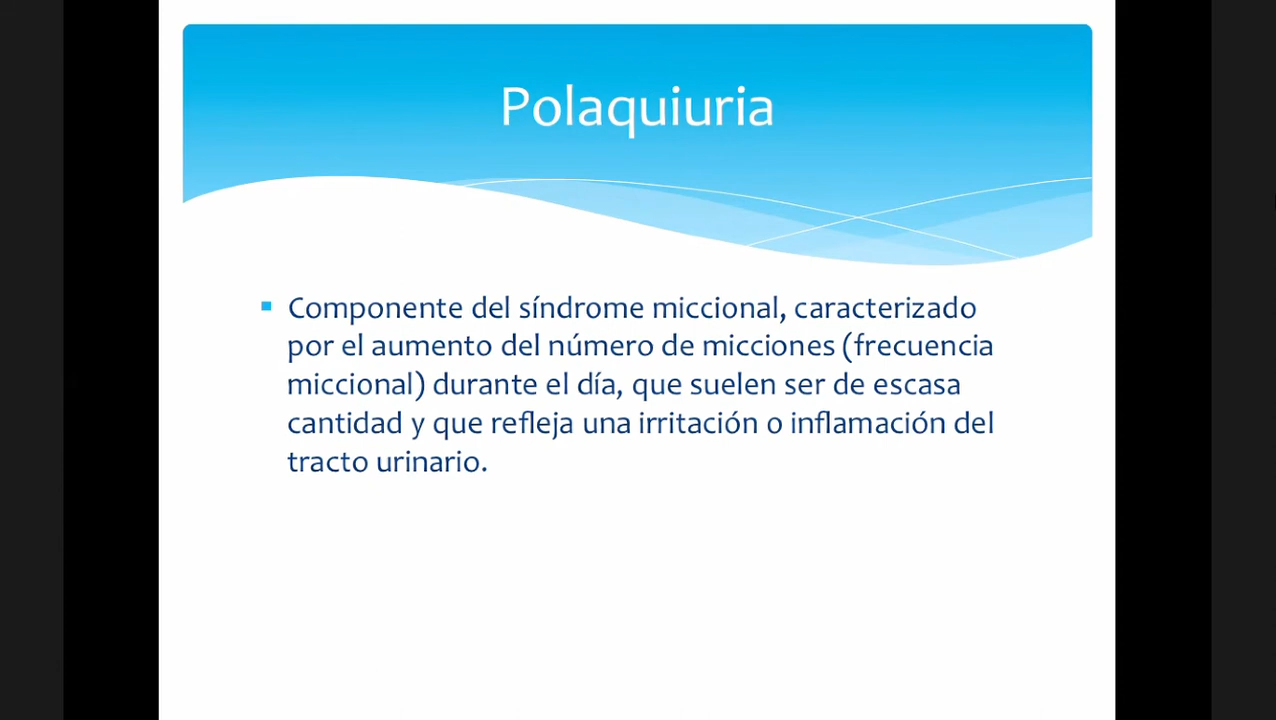 Polaquiuria
Componente del síndrome miccional, caracterizado
por el aumento del número de micciones (frecuencia
miccional) durante el día, que suelen ser de escasa
cantidad y que refleja una irritación o inflamación del
tracto urinario.